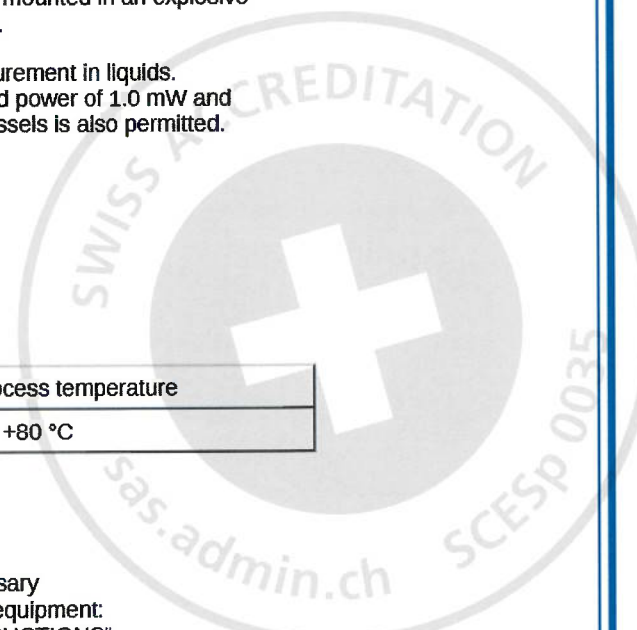 mounted in an explosive
.
urement in liquids.
d power of 1.0 mW and
ssels is also permitted.
SWISS ACCREDITATION
ocess temperature
+80 °C
SCESp 0035
sas.admin.ch
sary
equipment: